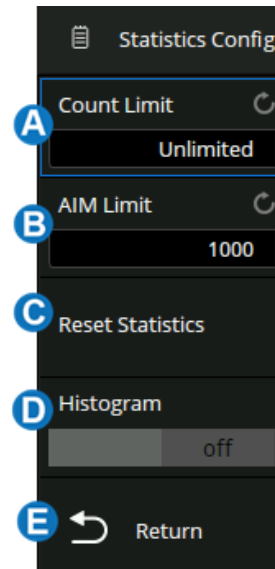 Statistics Config
A
Count Limit
Unlimited
B
AIM Limit
1000
C
Reset Statistics
D
Histogram
off
E
Return